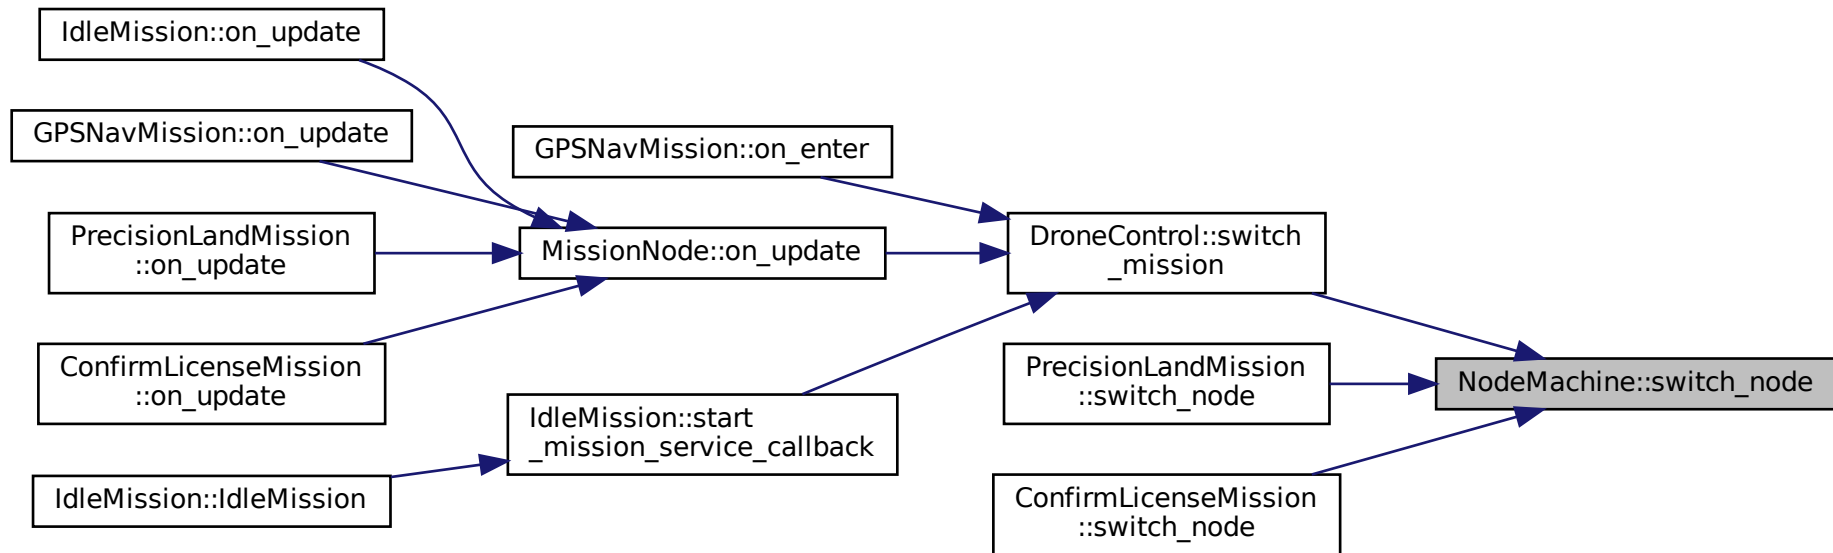 IdleMission::on_update
GPSNavMission::on_update
PrecisionLandMission
::on_update
ConfirmLicenseMission
::on_update
IdleMission::IdleMission
GPSNavMission::on_enter
MissionNode::on_update
IdleMission::start
_mission_service_callback
DroneControl::switch
_mission
PrecisionLandMission
::switch_node
ConfirmLicenseMission
::switch_node
NodeMachine::switch_node